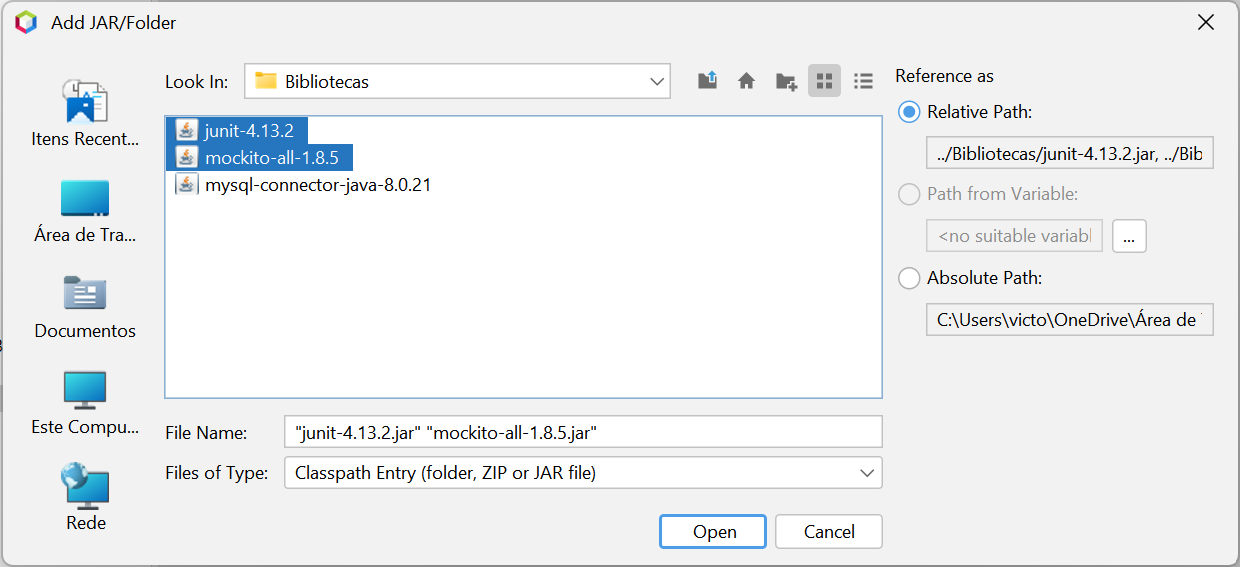 Add JAR/Folder
Look In:
Bibliotecas
Itens Recent...
Área de Tra...
Documentos
Este Compu...
Rede
junit-4.13.2
mockito-all-1.8.5
mysql-connector-java-8.0.21
File Name:
"junit-4.13.2.jar" "mockito-all-1.8.5.jar"
Files of Type:
Classpath Entry (folder, ZIP or JAR file)
Open
Cancel
Reference as
Relative Path:
../Bibliotecas/junit-4.13.2.jar, ../Bib
Path from Variable:
<no suitable variabl
...
Absolute Path:
C:\Users\victo\OneDrive\Área de